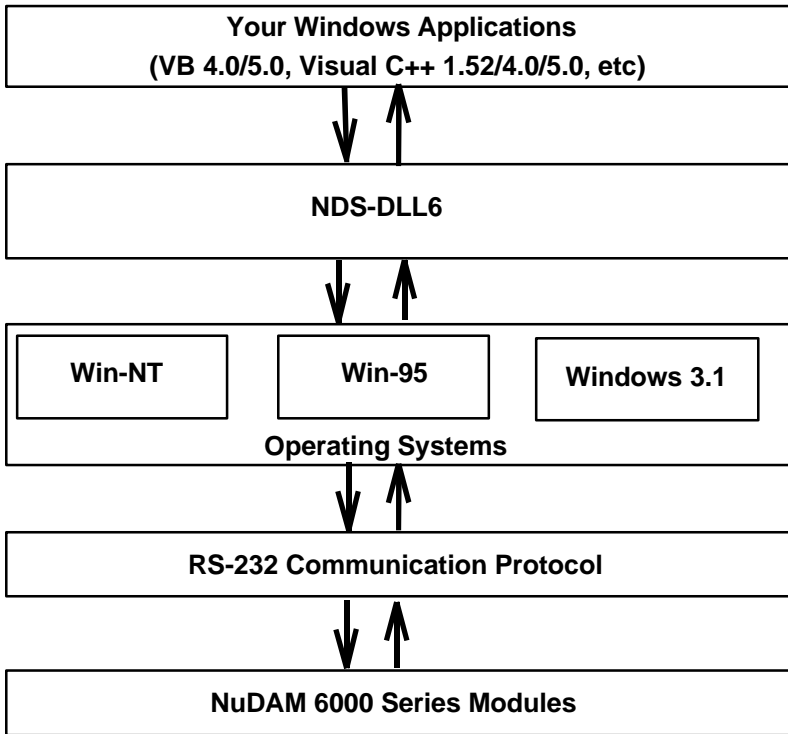 Your Windows Applications
(VB 4.0/5.0, Visual C++ 1.52/4.0/5.0, etc)
NDS-DLL6
Win-NT
Win-95
Windows 3.1
Operating Systems
RS-232 Communication Protocol
NuDAM 6000 Series Modules